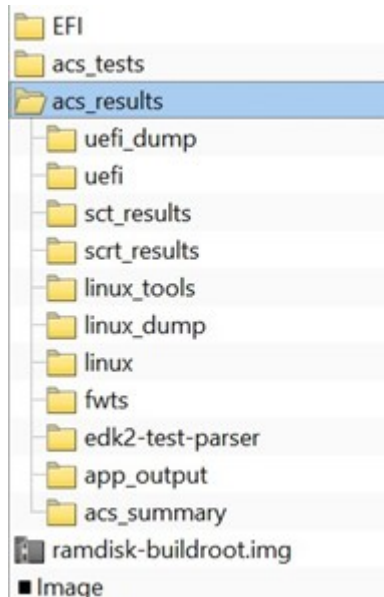 EFI
acs_tests
acs_results
uefi_dump
uefi
sct_results
scrt_results
linux_tools
linux_dump
linux
fwts
edk2-test-parser
app_output
acs_summary
ramdisk-buildroot.img
Image